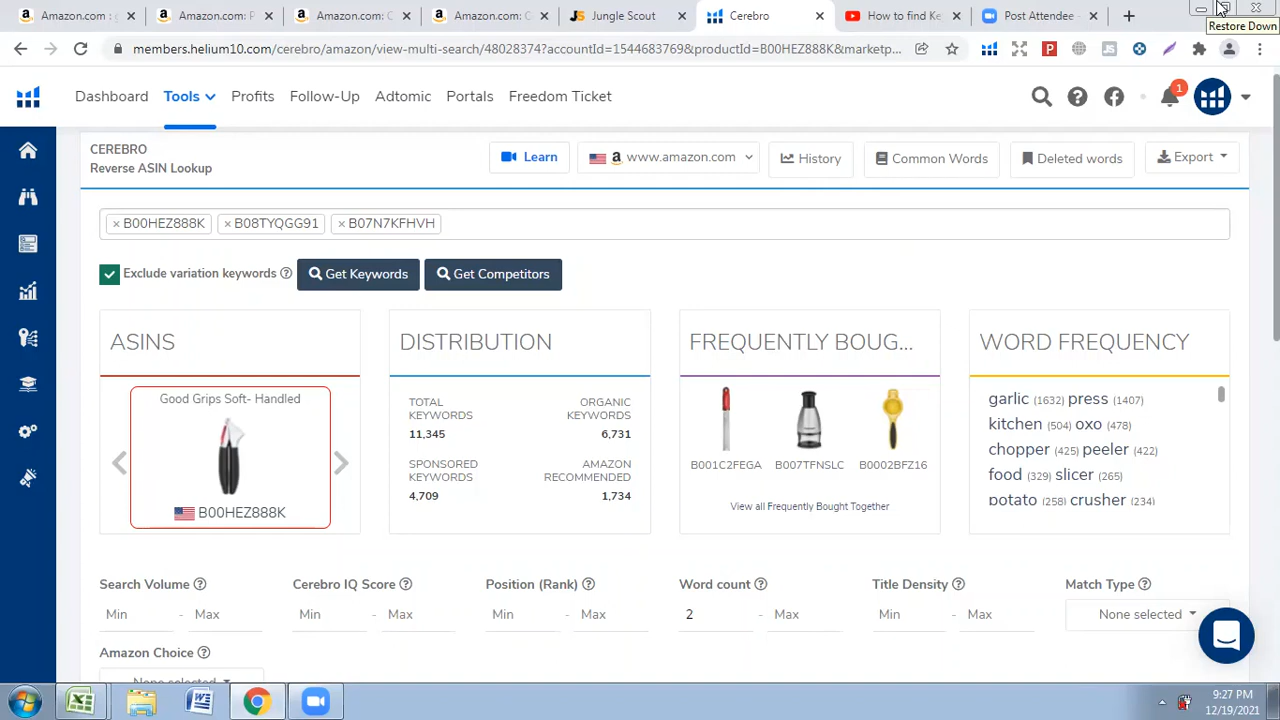 Amazon.com : g
Amazon.com: P
Amazon.com: C
Amazon.com: C
Jungle Scout
Cerebro
How to find Ke
Post Attendee -
Restore Down
members.helium10.com/cerebro/amazon/view-multi-search/48028374?accountId=1544683769&productId=B00HEZ888K&marketp...
Dashboard
Tools
Profits
Follow-Up
Adtomic
Portals
Freedom Ticket
1
CEREBRO
Reverse ASIN Lookup
Learn
www.amazon.com
History
Common Words
Deleted words
Export
× B00HEZ888K
× B08TYQGG91
× B07N7KFHVH
Exclude variation keywords
Get Keywords
Get Competitors
ASINS
Good Grips Soft- Handled
B00HEZ888K
DISTRIBUTION
TOTAL KEYWORDS
11,345
ORGANIC KEYWORDS
6,731
SPONSORED KEYWORDS
4,709
AMAZON RECOMMENDED
1,734
FREQUENTLY BOUG...
B001C2FEGA
B007TFNSLC
B0002BFZ16
View all Frequently Bought Together
WORD FREQUENCY
garlic (1632) press (1407)
kitchen (504) oxo (478)
chopper (425) peeler (422)
food (329) slicer (265)
potato (258) crusher (234)
Search Volume
Min - Max
Cerebro IQ Score
Min - Max
Position (Rank)
Min - Max
Word count
2 - Max
Title Density
Min - Max
Match Type
None selected
Amazon Choice
None selected
9:27 PM
12/19/2021